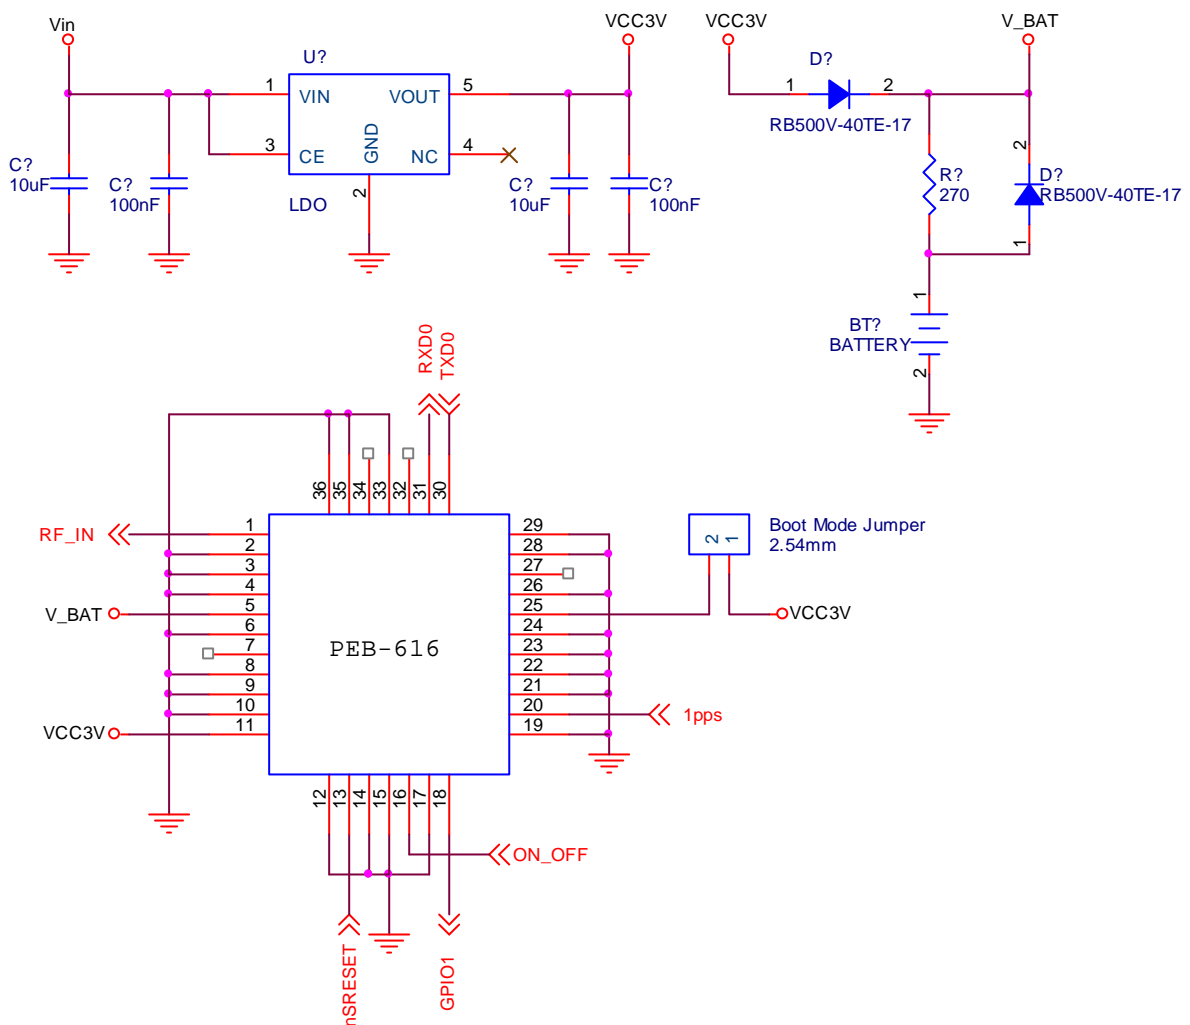 Vin
VCC3V
VCC3V
V_BAT
U?
D?
1
VIN
VOUT
5
1
2
RB500V-40TE-17
3
CE
GND
NC
4
2
LDO
C?
10uF
C?
100nF
C?
10uF
C?
100nF
R?
270
2
D?
RB500V-40TE-17
1
1
BT?
BATTERY
2
RXD0
TXD0
36
35
34
33
32
31
30
RF_IN
V_BAT
VCC3V
1
2
3
4
5
6
7
8
9
10
11
PEB-616
29
28
27
26
25
24
23
22
21
20
19
2
1
Boot Mode Jumper
2.54mm
VCC3V
1pps
12
13
14
15
16
17
18
ON_OFF
nSRESET
GPIO1